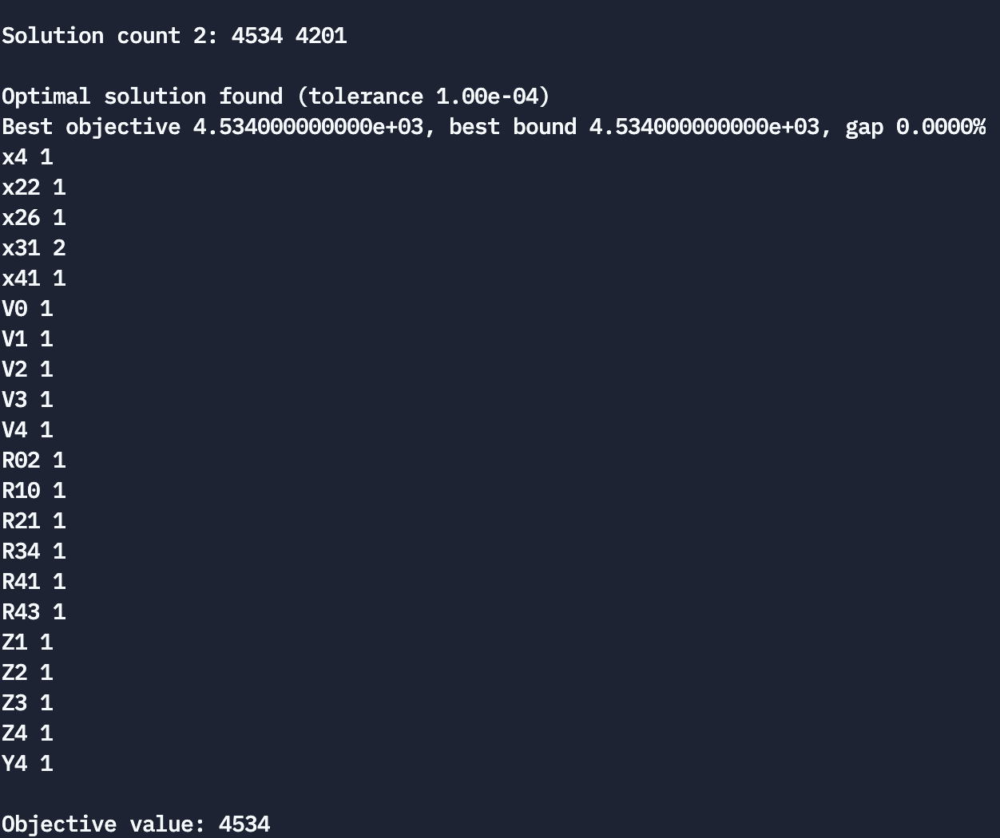 Solution count 2: 4534 4201
Optimal solution found (tolerance 1.00e-04)
Best objective 4.534000000000e+03, best bound 4.534000000000e+03, gap 0.0000%
x4 1
x22 1
x26 1
x31 2
x41 1
V0 1
V1 1
V2 1
V3 1
V4 1
R02 1
R10 1
R21 1
R34 1
R41 1
R43 1
Z1 1
Z2 1
Z3 1
Z4 1
Y4 1
Objective value: 4534